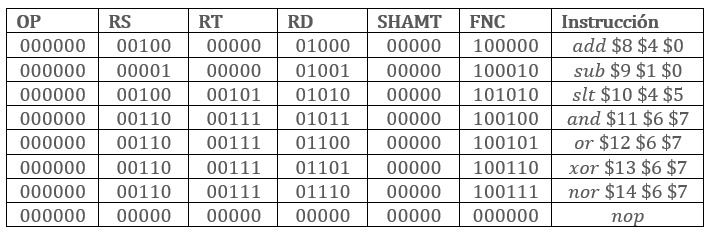 OP RS RT RD SHAMT FNC Instrucción
000000 00100 00000 01000 00000 100000 add $8 $4 $0
000000 00001 00000 01001 00000 100010 sub $9 $1 $0
000000 00100 00101 01010 00000 101010 slt $10 $4 $5
000000 00110 00111 01011 00000 100100 and $11 $6 $7
000000 00110 00111 01100 00000 100101 or $12 $6 $7
000000 00110 00111 01101 00000 100110 xor $13 $6 $7
000000 00110 00111 01110 00000 100111 nor $14 $6 $7
000000 00000 00000 00000 00000 000000 nop